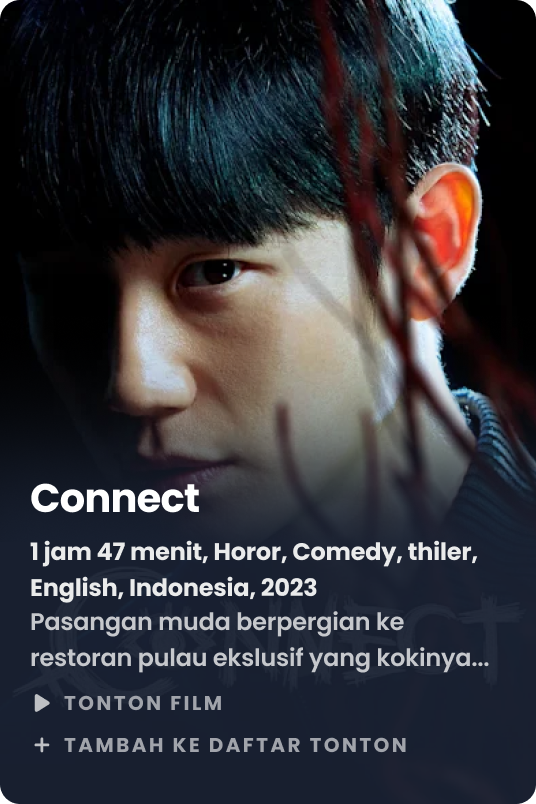 Connect
1 jam 47 menit, Horor, Comedy, thiler,
English, Indonesia, 2023
Pasangan muda berpergian ke
restoran pulau ekslusif yang kokinya...
TONTON FILM
TAMBAH KE DAFTAR TONTON
CONNECT